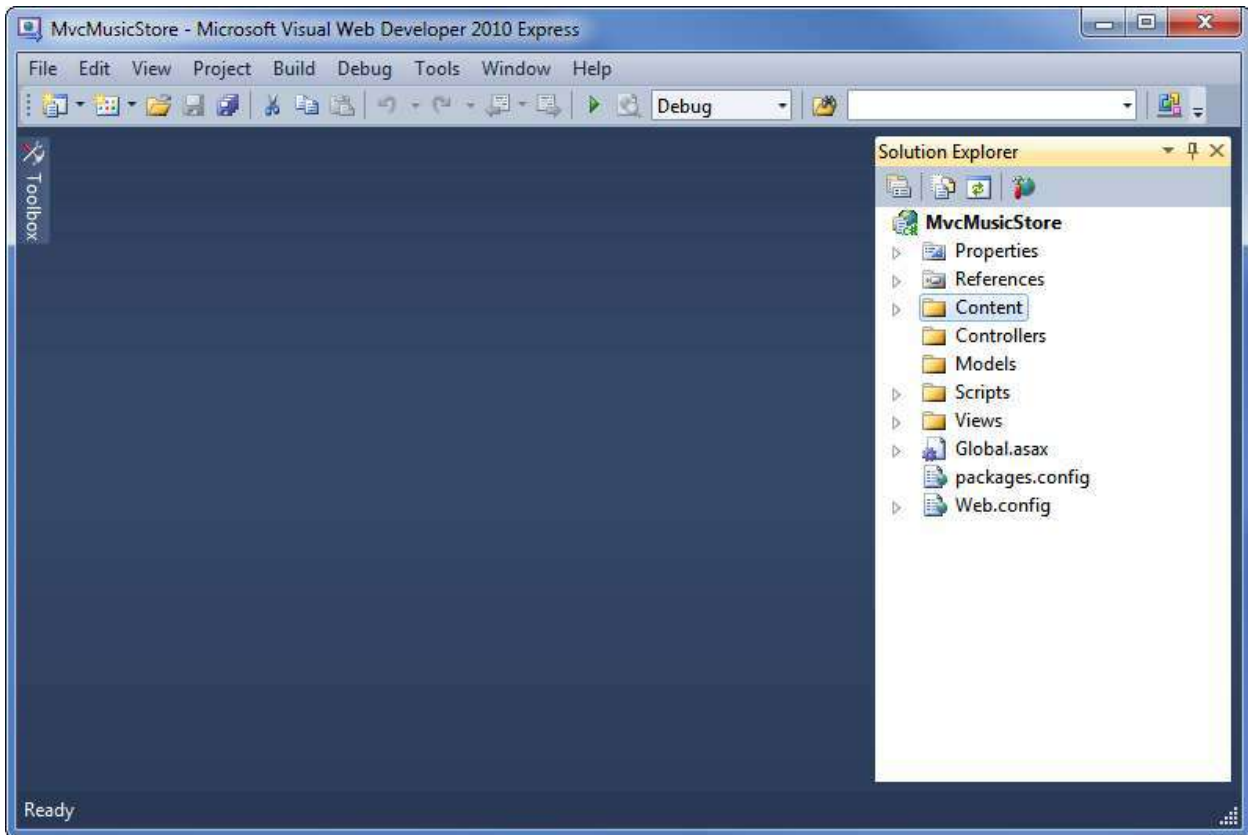 MvcMusicStore - Microsoft Visual Web Developer 2010 Express
File Edit View Project Build Debug Tools Window Help
Debug
Toolbox
Solution Explorer
MvcMusicStore
Properties
References
Content
Controllers
Models
Scripts
Views
Global.asax
packages.config
Web.config
Ready